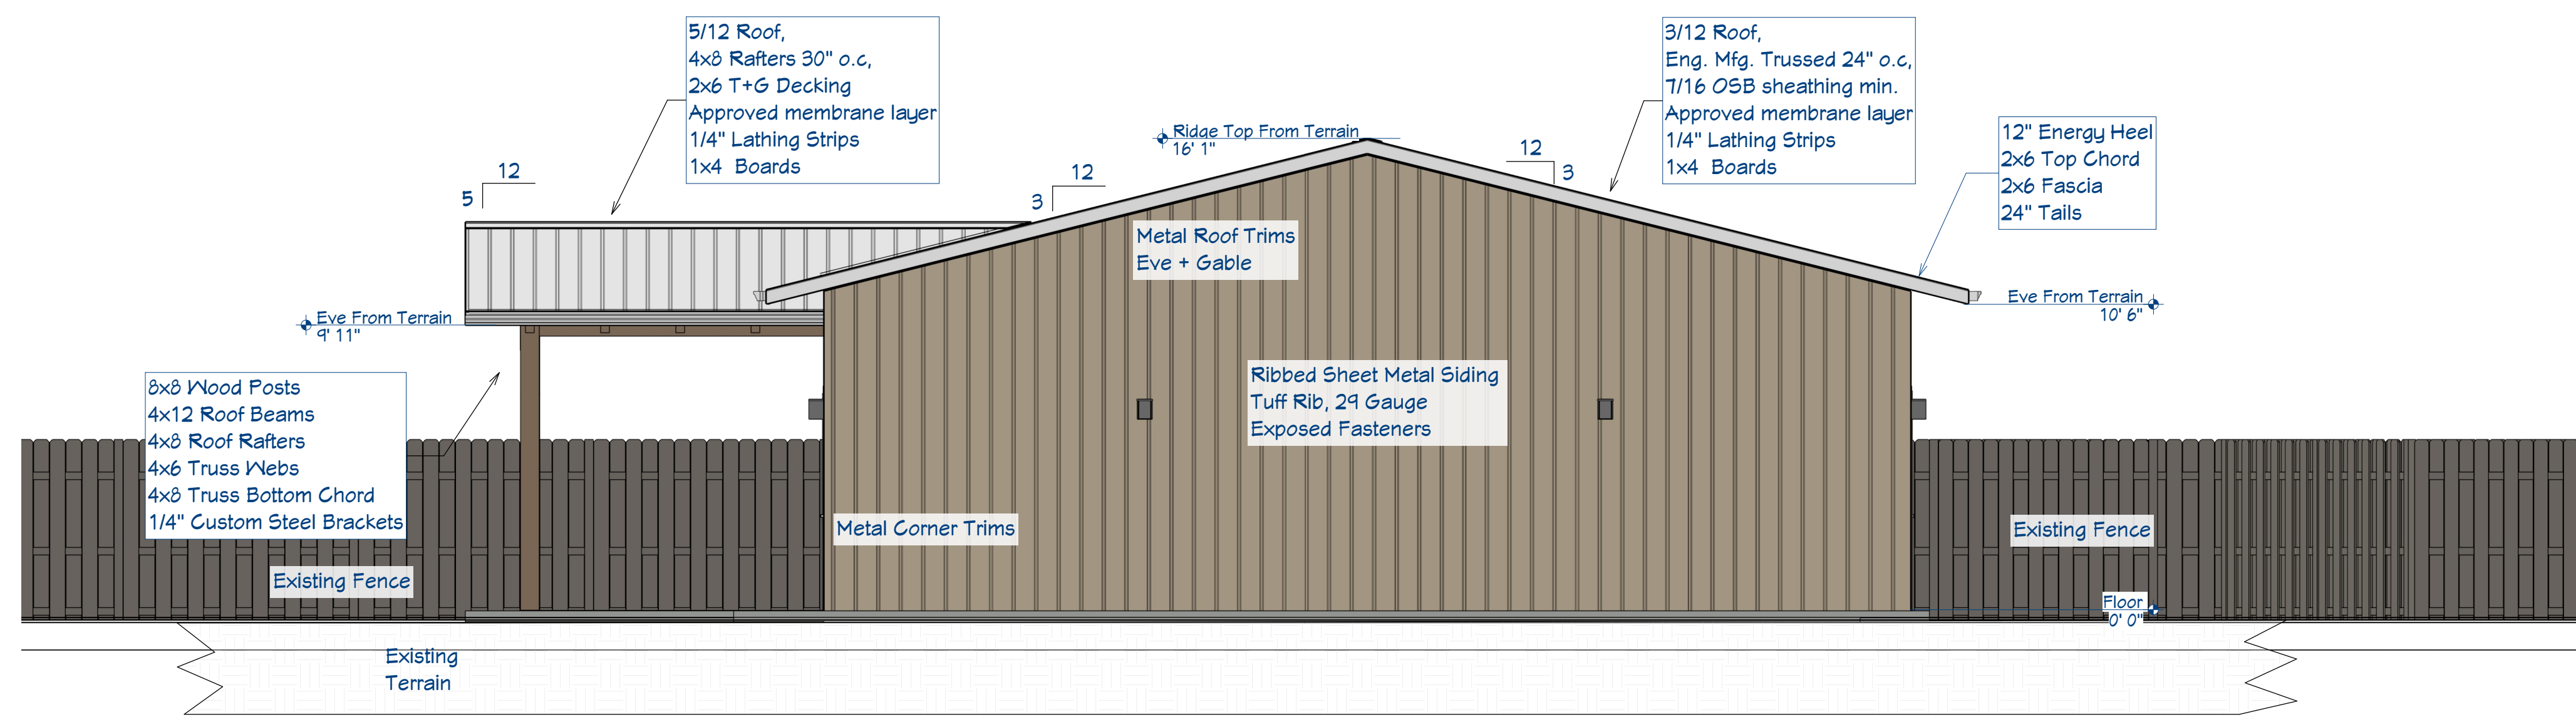 5/12 Roof,
4x8 Rafters 30" o.c,
2x6 T+G Decking
Approved membrane layer
1/4" Lathing Strips
1x4 Boards
3/12 Roof,
Eng. Mfg. Trussed 24" o.c,
7/16 OSB sheathing min.
Approved membrane layer
1/4" Lathing Strips
1x4 Boards
12" Energy Heel
2x6 Top Chord
2x6 Fascia
24" Tails
Ridge Top From Terrain
16' 1"
12
5
12
3
12
3
Metal Roof Trims
Eve + Gable
Eve From Terrain
9' 11"
Eve From Terrain
10' 6"
8x8 Wood Posts
4x12 Roof Beams
4x8 Roof Rafters
4x6 Truss Webs
4x8 Truss Bottom Chord
1/4" Custom Steel Brackets
Ribbed Sheet Metal Siding
Tuff Rib, 29 Gauge
Exposed Fasteners
Metal Corner Trims
Existing Fence
Existing Fence
Floor
0' 0"
Existing
Terrain